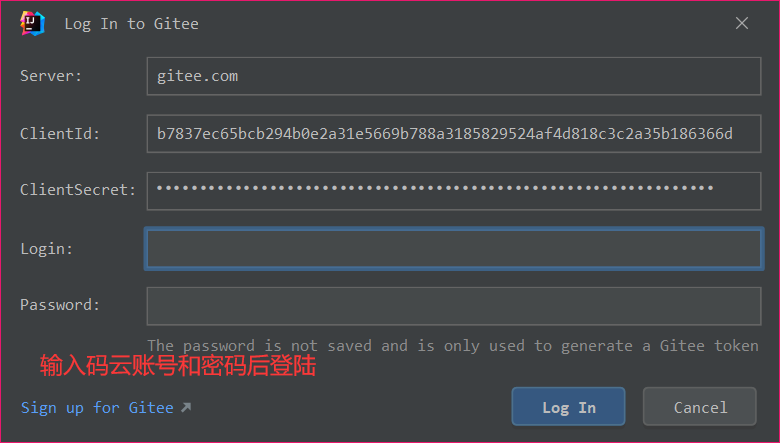 Log In to Gitee
Server: gitee.com
ClientId: b7837ec65bcb294b0e2a31e5669b788a3185829524af4d818c3c2a35b186366d
ClientSecret: ••••••••••••••••••••••••••••••••••••••••••••••••••••••••••••••••
Login:
Password:
The password is not saved and is only used to generate a Gitee token
输入码云账号和密码后登陆
Sign up for Gitee
Log In
Cancel